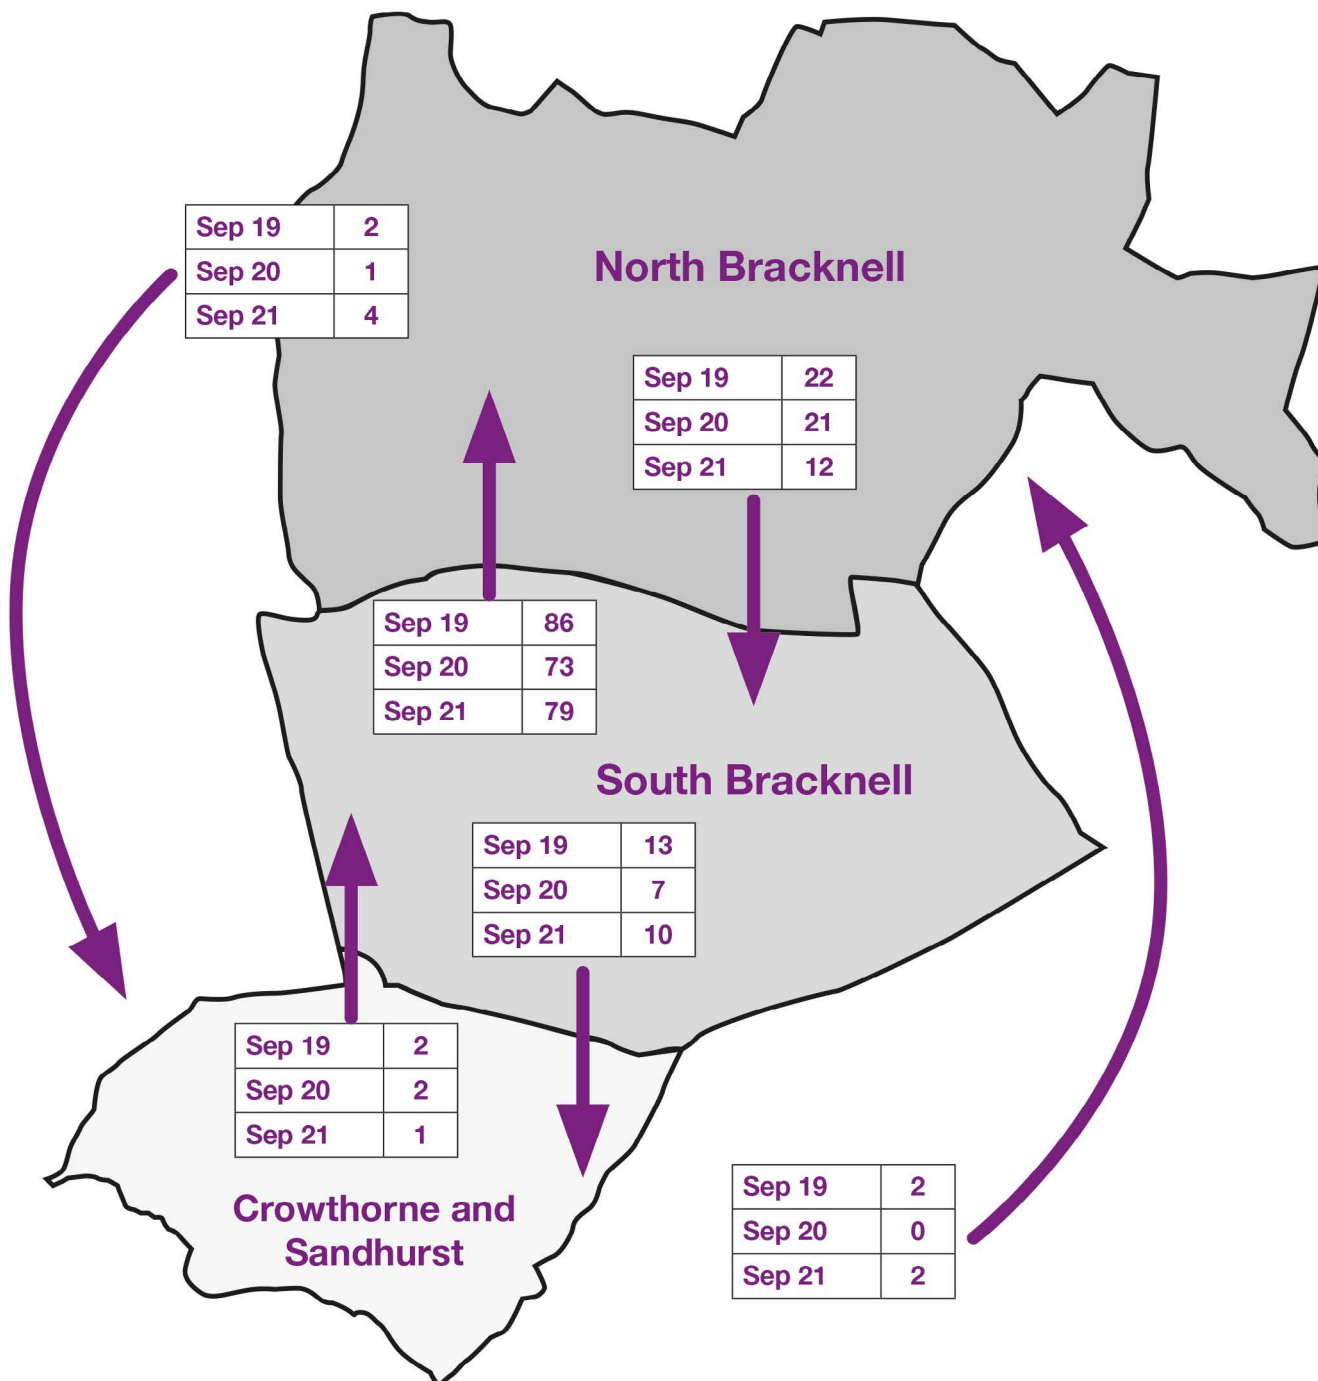 Sep 19 2
Sep 20 1
Sep 21 4
North Bracknell
Sep 19 22
Sep 20 21
Sep 21 12
Sep 19 86
Sep 20 73
Sep 21 79
South Bracknell
Sep 19 13
Sep 20 7
Sep 21 10
Sep 19 2
Sep 20 2
Sep 21 1
Crowthorne and
Sandhurst
Sep 19 2
Sep 20 0
Sep 21 2